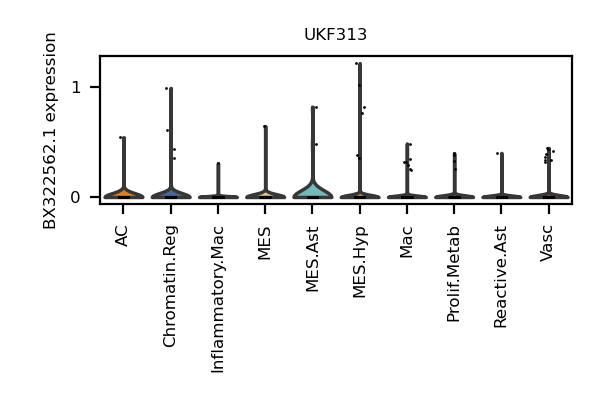 UKF313
BX322562.1 expression
1
0
AC
Chromatin.Reg
Inflammatory.Mac
MES
MES.Ast
MES.Hyp
Mac
Prolif.Metab
Reactive.Ast
Vasc